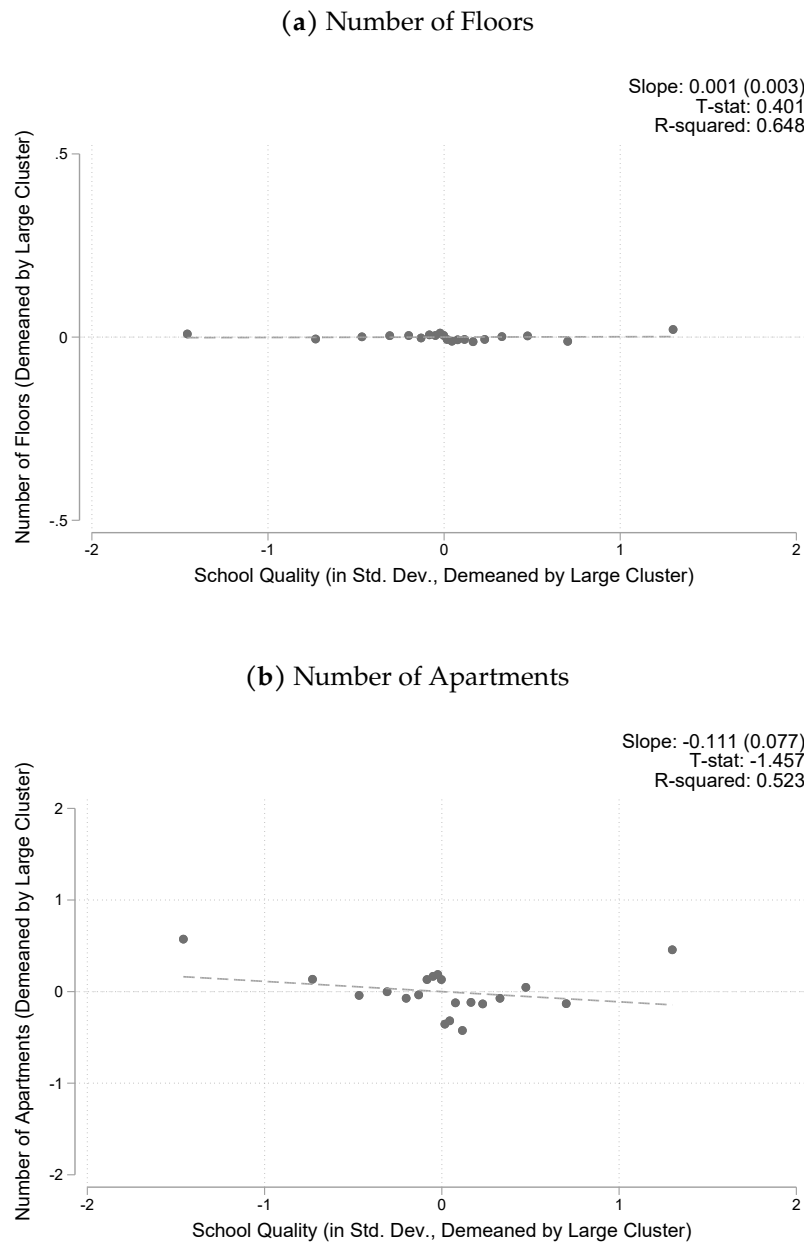 (a) Number of Floors
Slope: 0.001 (0.003)
T-stat: 0.401
R-squared: 0.648
Number of Floors (Demeaned by Large Cluster)
.5
0
-.5
-2 -1 0 1 2
School Quality (in Std. Dev., Demeaned by Large Cluster)
(b) Number of Apartments
Slope: -0.111 (0.077)
T-stat: -1.457
R-squared: 0.523
Number of Apartments (Demeaned by Large Cluster)
2
1
0
-1
-2
-2 -1 0 1 2
School Quality (in Std. Dev., Demeaned by Large Cluster)